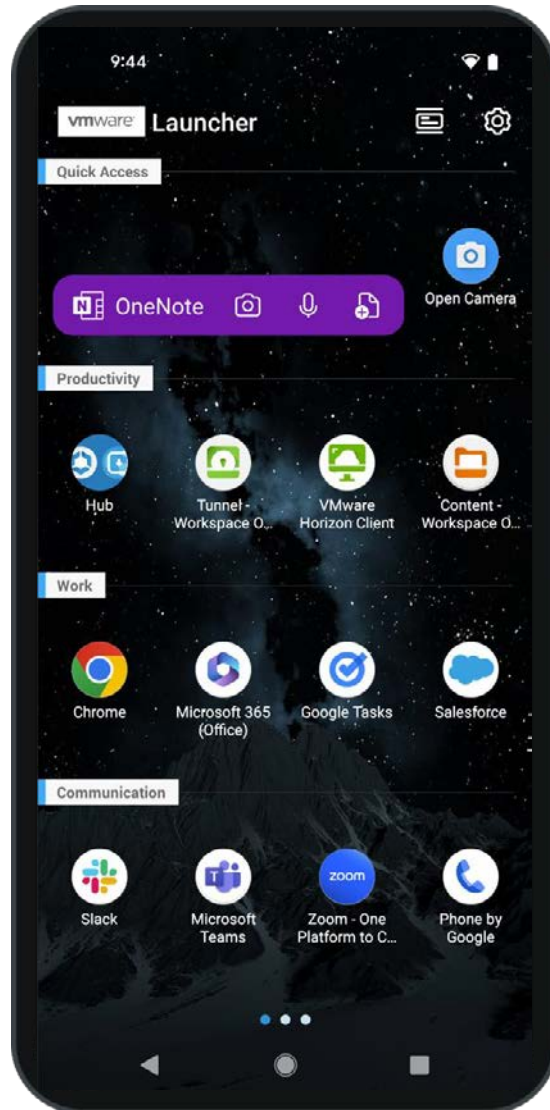 9:44
vmware Launcher
Quick Access
OneNote
Open Camera
Productivity
Hub
Tunnel -
Workspace O...
VMware
Horizon Client
Content -
Workspace O...
Work
Chrome
Microsoft 365
(Office)
Google Tasks
Salesforce
Communication
Slack
Microsoft
Teams
zoom
Zoom - One
Platform to C...
Phone by
Google